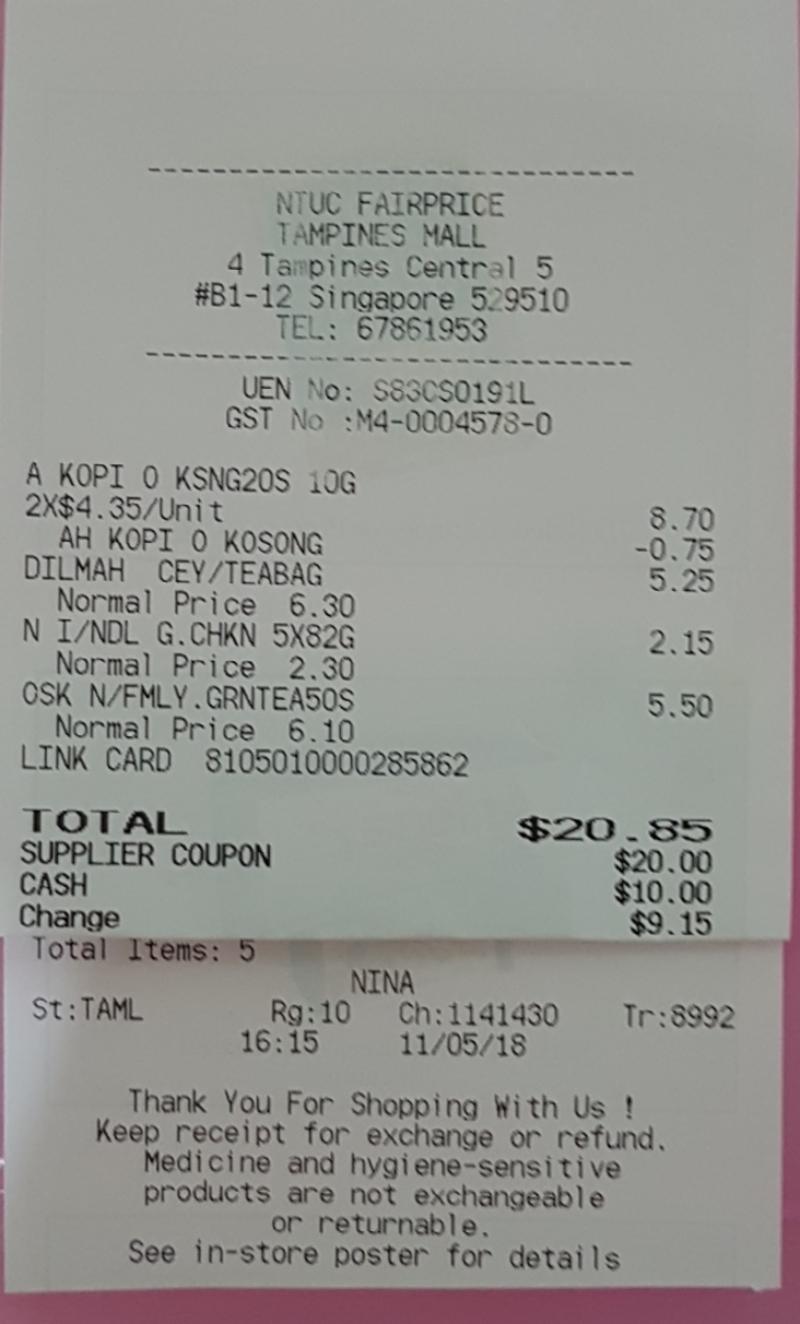 ------------------------------
NTUC FAIRPRICE
TAMPINES MALL
4 Tampines Central 5
#B1-12 Singapore 529510
TEL: 67861953
------------------------------
UEN No: S83CS0191L
GST No :M4-0004578-0
A KOPI O KSNG20S 10G
2X$4.35/Unit 8.70
AH KOPI O KOSONG -0.75
DILMAH CEY/TEABAG 5.25
Normal Price 6.30
N I/NDL G.CHKN 5X82G 2.15
Normal Price 2.30
OSK N/FMLY.GRNTEA50S 5.50
Normal Price 6.10
LINK CARD 8105010000285862
TOTAL $20.85
SUPPLIER COUPON $20.00
CASH $10.00
Change $9.15
Total Items: 5
NINA
St:TAML Rg:10 Ch:1141430 Tr:8992
16:15 11/05/18
Thank You For Shopping With Us !
Keep receipt for exchange or refund.
Medicine and hygiene-sensitive
products are not exchangeable
or returnable.
See in-store poster for details